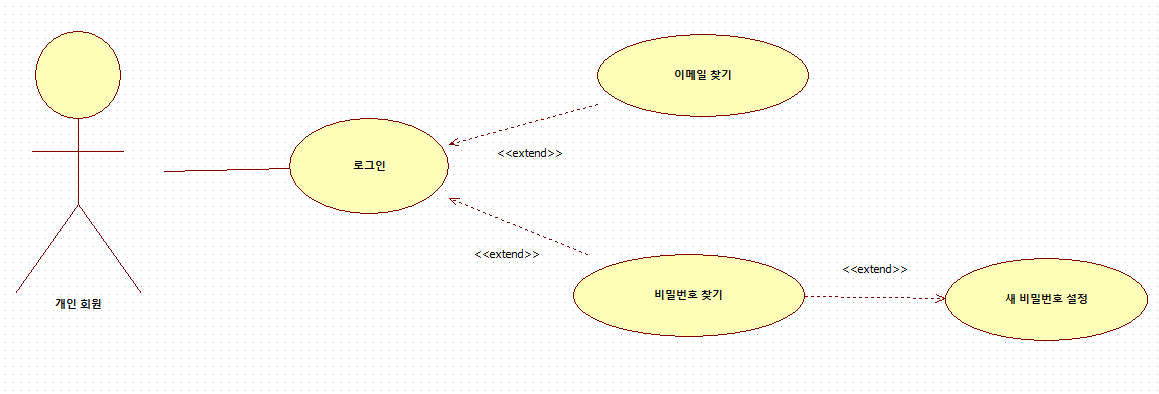 이메일 찾기
<<extend>>
로그인
<<extend>>
<<extend>>
비밀번호 찾기
새 비밀번호 설정
개인 회원